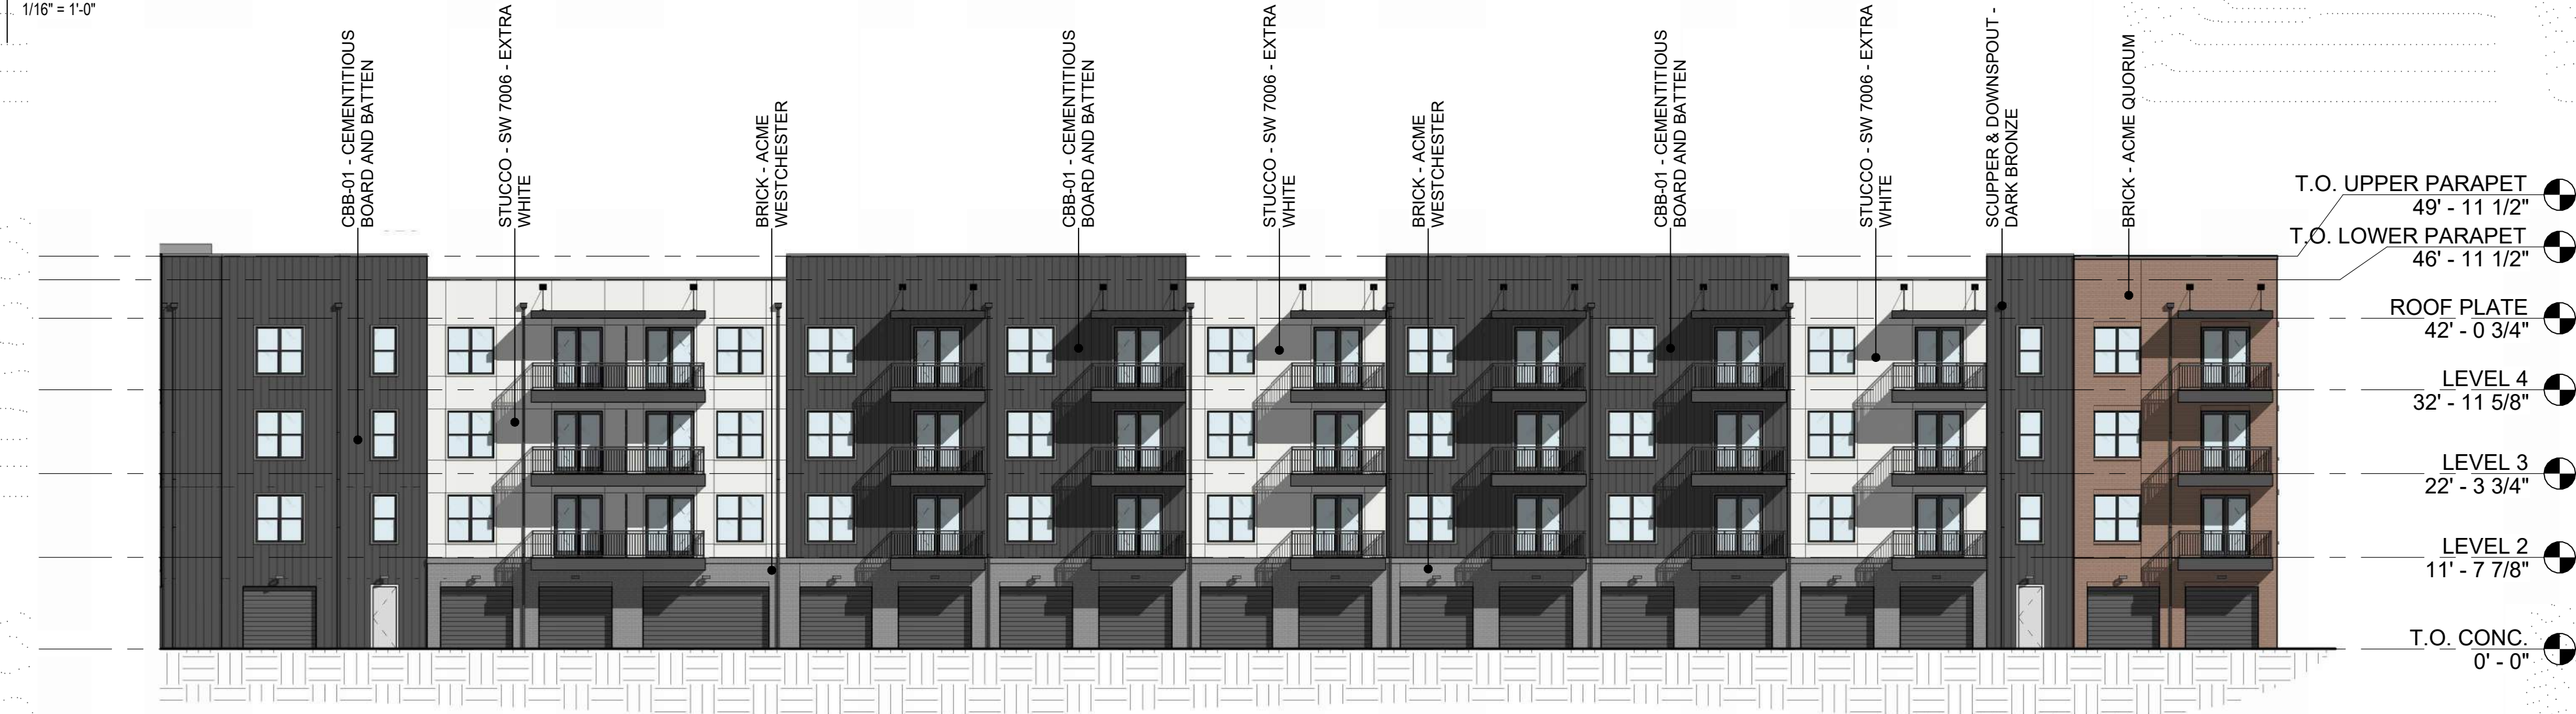 1/16" = 1'-0"
CBB-01 - CEMENTITIOUS
BOARD AND BATTEN
STUCCO - SW 7006 - EXTRA
WHITE
BRICK - ACME
WESTCHESTER
CBB-01 - CEMENTITIOUS
BOARD AND BATTEN
STUCCO - SW 7006 - EXTRA
WHITE
BRICK - ACME
WESTCHESTER
CBB-01 - CEMENTITIOUS
BOARD AND BATTEN
STUCCO - SW 7006 - EXTRA
WHITE
SCUPPER & DOWNSPOUT -
DARK BRONZE
BRICK - ACME QUORUM
T.O. UPPER PARAPET
49' - 11 1/2"
T.O. LOWER PARAPET
46' - 11 1/2"
ROOF PLATE
42' - 0 3/4"
LEVEL 4
32' - 11 5/8"
LEVEL 3
22' - 3 3/4"
LEVEL 2
11' - 7 7/8"
T.O. CONC.
0' - 0"